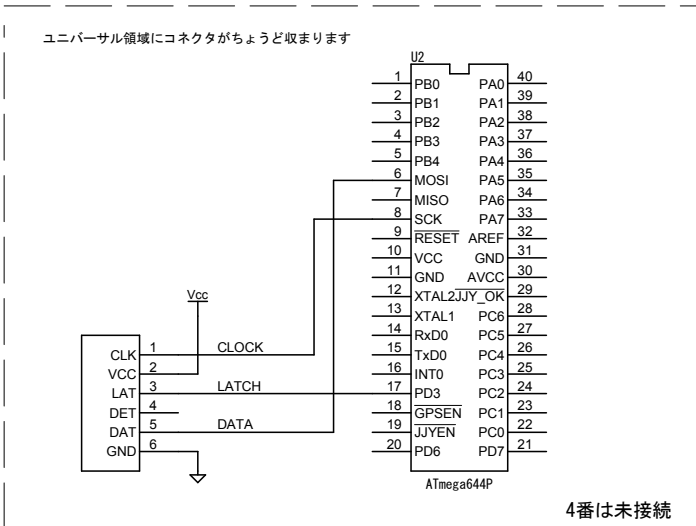 ユニバーサル領域にコネクタがちょうど収まります
U2
1 PB0 PA0 40
2 PB1 PA1 39
3 PB2 PA2 38
4 PB3 PA3 37
5 PB4 PA4 36
6 MOSI PA5 35
7 MISO PA6 34
8 SCK PA7 33
9 RESET AREF 32
10 VCC GND 31
11 GND AVCC 30
12 XTAL2 JJY_OK 29
13 XTAL1 PC6 28
14 RxD0 PC5 27
15 TxD0 PC4 26
16 INT0 PC3 25
17 PD3 PC2 24
18 GPSEN PC1 23
19 JJYEN PC0 22
20 PD6 PD7 21
ATmega644P
Vcc
CLK 1 CLOCK
VCC 2
LAT 3 LATCH
DET 4
DAT 5 DATA
GND 6
4番は未接続